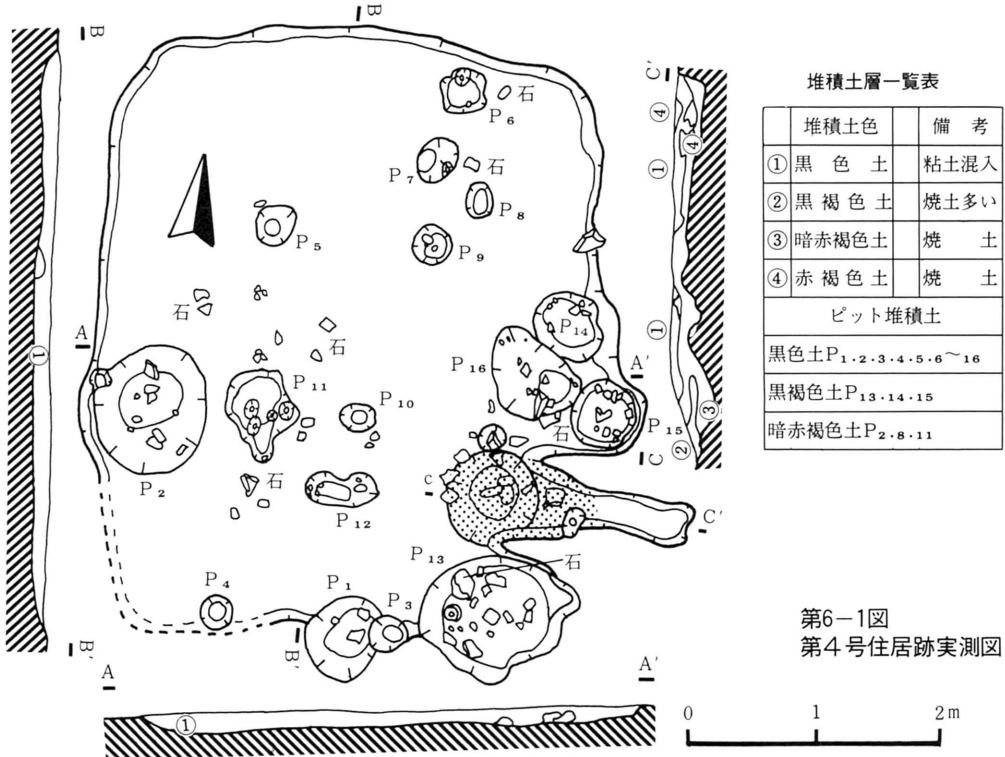 B
B
C'
堆積土層一覧表
堆積土色 備考
① 黒色土 粘土混入
② 黒褐色土 焼土多い
③ 暗赤褐色土 焼土
④ 赤褐色土 焼土
ピット堆積土
黒色土P1.2.3.4.5.6~16
黒褐色土P13.14.15
暗赤褐色土P2.8.11
④
④
①
①
③
②
C
石
P6
石
P7
P8
P5
P9
石
石
A
①
P14
P16
A'
P11
P10
石
P15
P2
石
C
P12
C'
P13
石
P4
P1
P3
B'
B'
A
A'
①
第6-1図
第4号住居跡実測図
0 1 2m